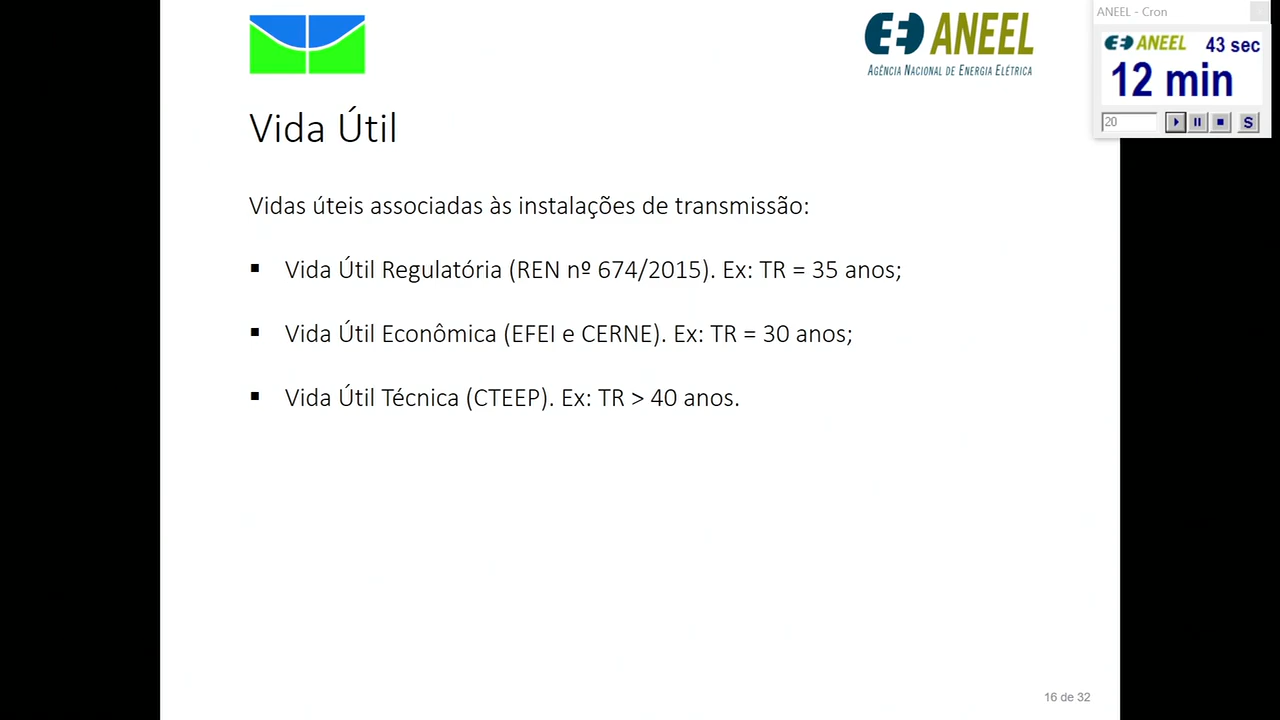 ANEEL
AGÊNCIA NACIONAL DE ENERGIA ELÉTRICA
ANEEL - Cron
ANEEL 43 sec
12 min
20
S
Vida Útil
Vidas úteis associadas às instalações de transmissão:
▪ Vida Útil Regulatória (REN nº 674/2015). Ex: TR = 35 anos;
▪ Vida Útil Econômica (EFEI e CERNE). Ex: TR = 30 anos;
▪ Vida Útil Técnica (CTEEP). Ex: TR > 40 anos.
16 de 32